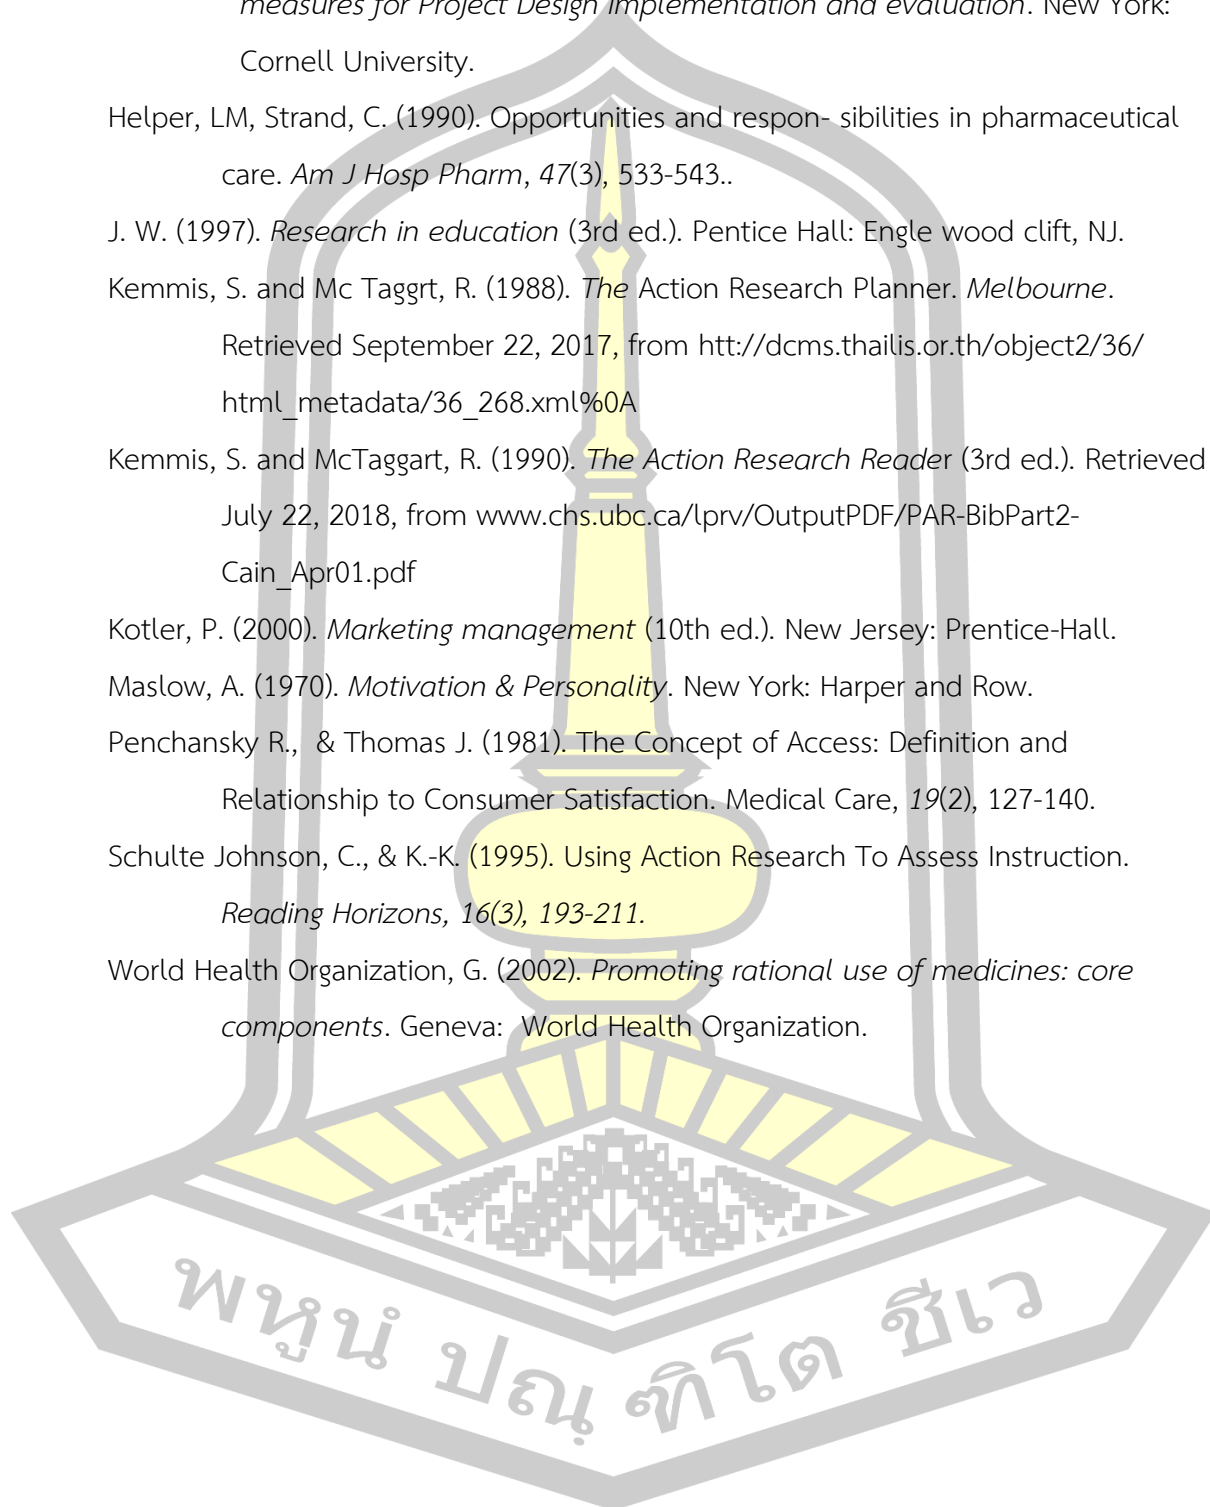 measures for Project Design Implementation and evaluation. New York:
Cornell University.
Helper, LM, Strand, C. (1990). Opportunities and respon- sibilities in pharmaceutical
care. Am J Hosp Pharm, 47(3), 533-543..
J. W. (1997). Research in education (3rd ed.). Pentice Hall: Engle wood clift, NJ.
Kemmis, S. and Mc Taggrt, R. (1988). The Action Research Planner. Melbourne.
Retrieved September 22, 2017, from htt://dcms.thailis.or.th/object2/36/
html_metadata/36_268.xml%0A
Kemmis, S. and McTaggart, R. (1990). The Action Research Reader (3rd ed.). Retrieved
July 22, 2018, from www.chs.ubc.ca/lprv/OutputPDF/PAR-BibPart2-
Cain_Apr01.pdf
Kotler, P. (2000). Marketing management (10th ed.). New Jersey: Prentice-Hall.
Maslow, A. (1970). Motivation & Personality. New York: Harper and Row.
Penchansky R., & Thomas J. (1981). The Concept of Access: Definition and
Relationship to Consumer Satisfaction. Medical Care, 19(2), 127-140.
Schulte Johnson, C., & K.-K. (1995). Using Action Research To Assess Instruction.
Reading Horizons, 16(3), 193-211.
World Health Organization, G. (2002). Promoting rational use of medicines: core
components. Geneva: World Health Organization.
พหูนํ ปณฺฑิโต ชีเว